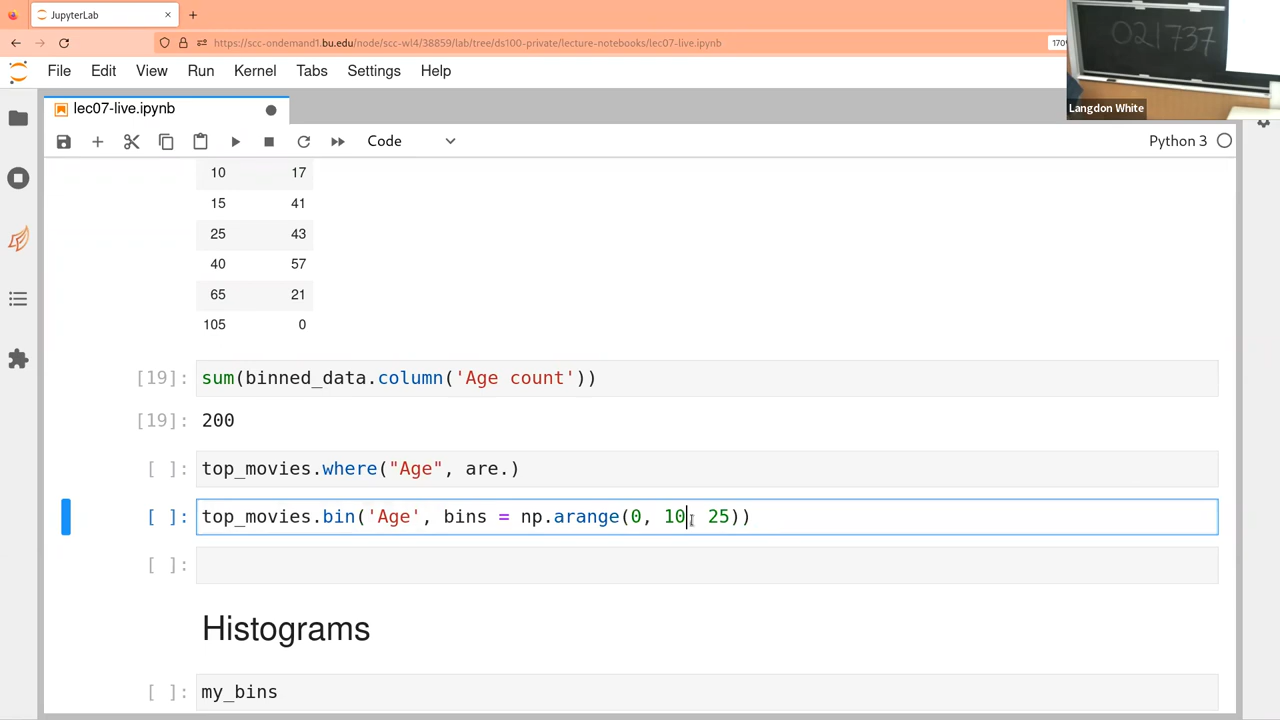 JupyterLab
https://scc-ondemand1.bu.edu/node/scc-wl4/38859/lab/tree/ds100-private/lecture-notebooks/lec07-live.ipynb
170%
021737
Langdon White
File Edit View Run Kernel Tabs Settings Help
lec07-live.ipynb
Code
Python 3
10 17
15 41
25 43
40 57
65 21
105 0
[19]: sum(binned_data.column('Age count'))
[19]: 200
[ ]: top_movies.where("Age", are.)
[ ]: top_movies.bin('Age', bins = np.arange(0, 10, 25))
[ ]:
Histograms
[ ]: my_bins